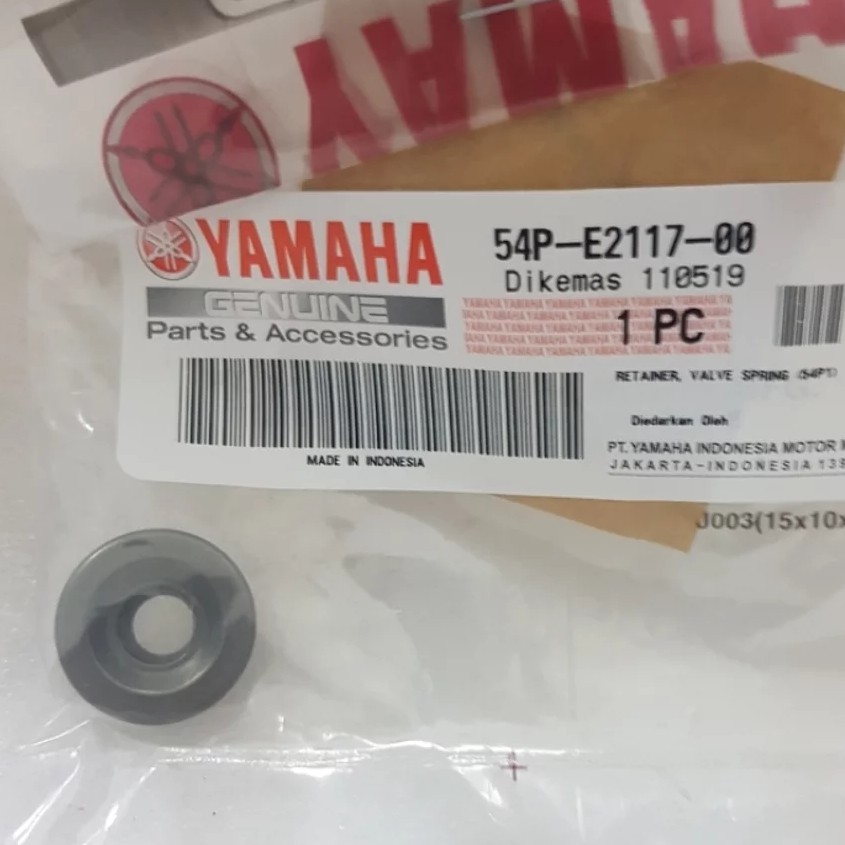 YAMAHA
YAMAHA
GENUINE
Parts & Accessories
54P-E2117-00
Dikemas 110519
1 PC
RETAINER, VALVE SPRING (54P1)
Diedarkan Oleh
PT. YAMAHA INDONESIA MOTOR
JAKARTA-INDONESIA
MADE IN INDONESIA
J003(15x10x